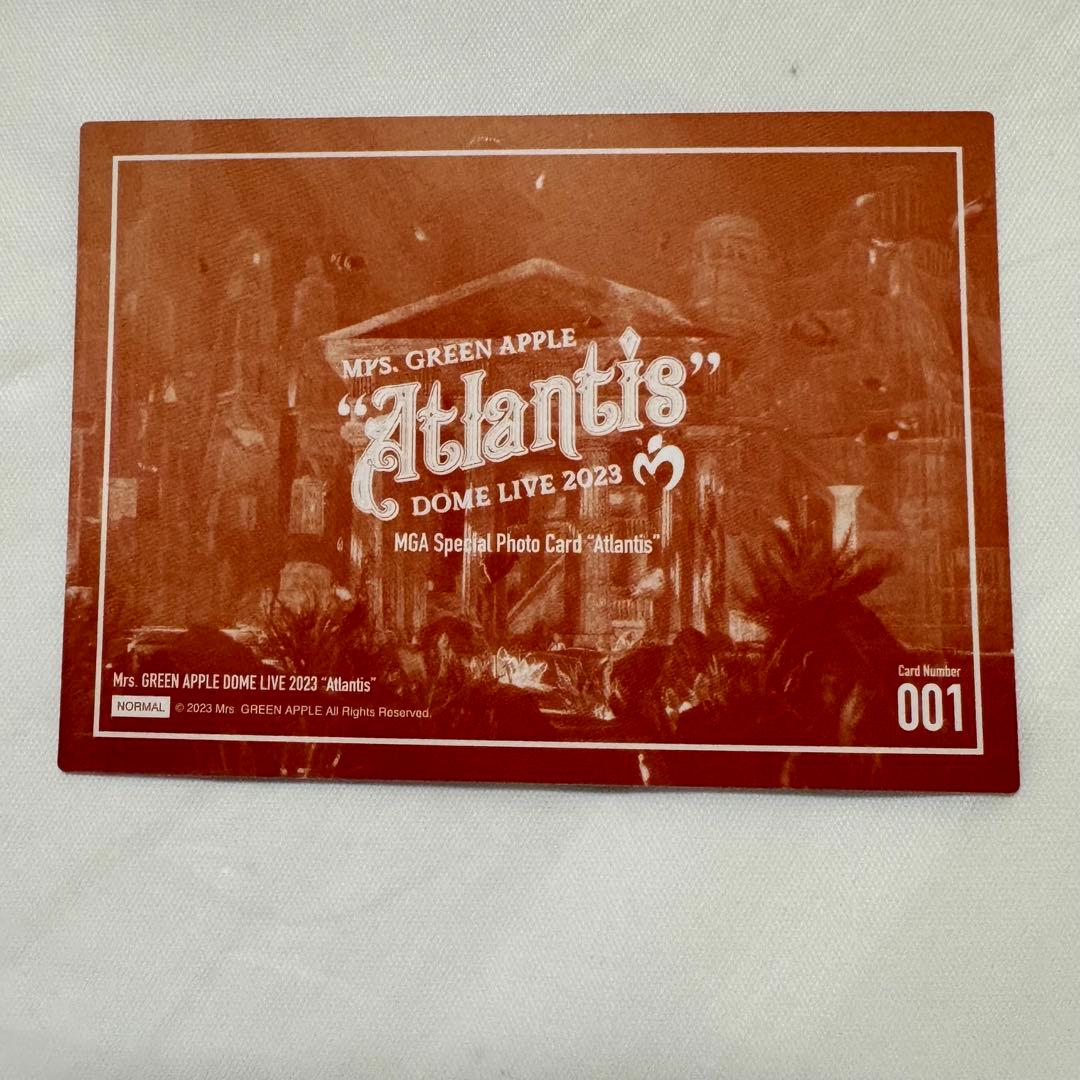 Mrs. GREEN APPLE
“Atlantis”
DOME LIVE 2023
MGA Special Photo Card “Atlantis”
Mrs. GREEN APPLE DOME LIVE 2023 “Atlantis”
NORMAL © 2023 Mrs GREEN APPLE All Rights Reserved.
Card Number
001